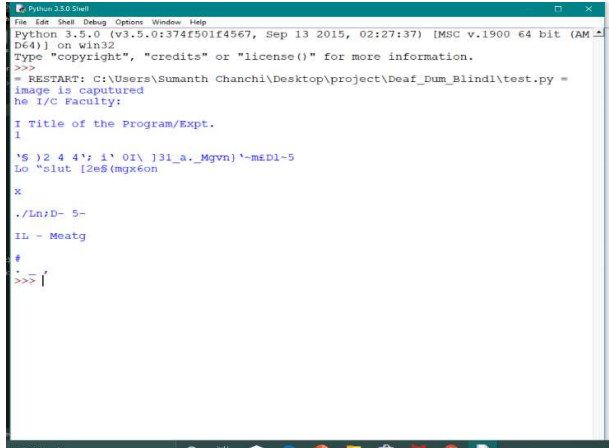 Python 3.5.0 Shell
File Edit Shell Debug Options Window Help
Python 3.5.0 (v3.5.0:374f501f4567, Sep 13 2015, 02:27:37) [MSC v.1900 64 bit (AM
D64)] on win32
Type "copyright", "credits" or "license()" for more information.
>>>
= RESTART: C:\Users\Sumanth Chanchi\Desktop\project\Deaf_Dum_Blind1\test.py =
image is caputured
he I/C Faculty:
I Title of the Program/Expt.
1
‘§ )2 4 4‘; i' 0I\ ]31_a._Mgvn}‘~m£Dl~5
Lo “slut [2e§(mgx6on
x
./Ln;D- 5-
IL - Meatg
#
. _ ,
>>>